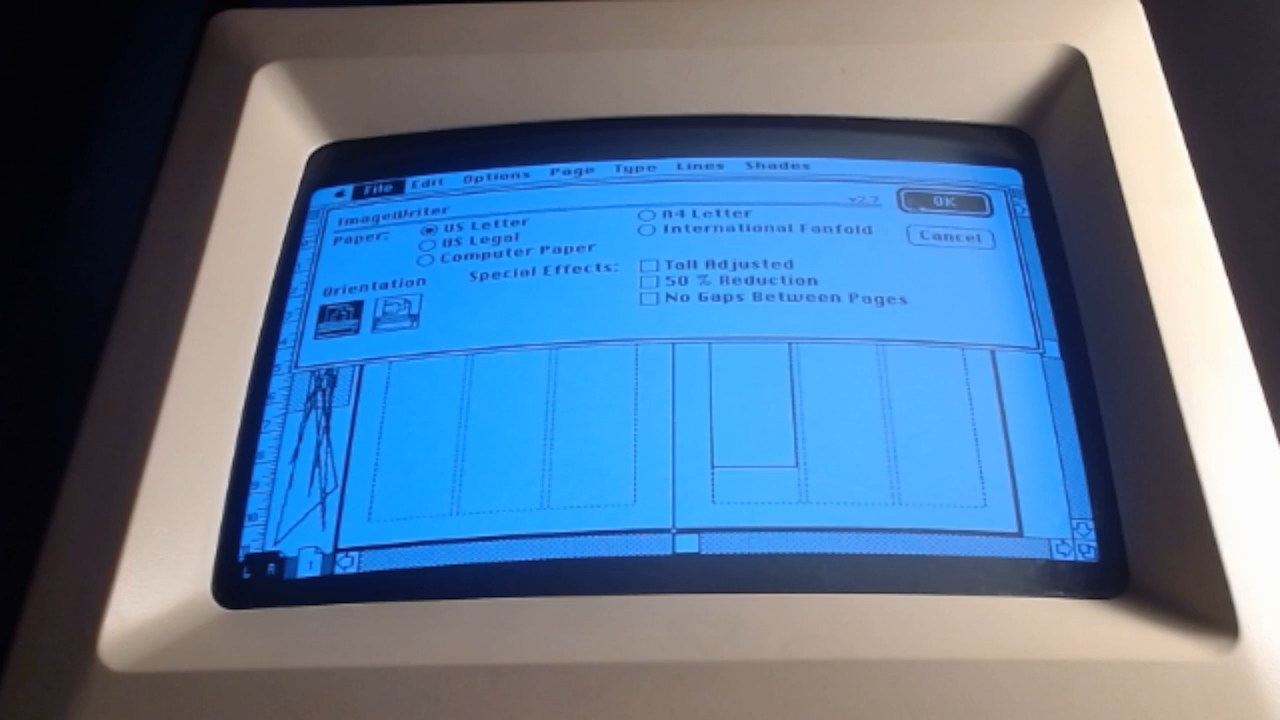 File Edit Options Page Type Lines Shades
ImageWriter v2.7 OK
Paper: US Letter A4 Letter
US Legal International Fanfold Cancel
Computer Paper
Special Effects: Tall Adjusted
Orientation 50 % Reduction
No Gaps Between Pages
L R 1